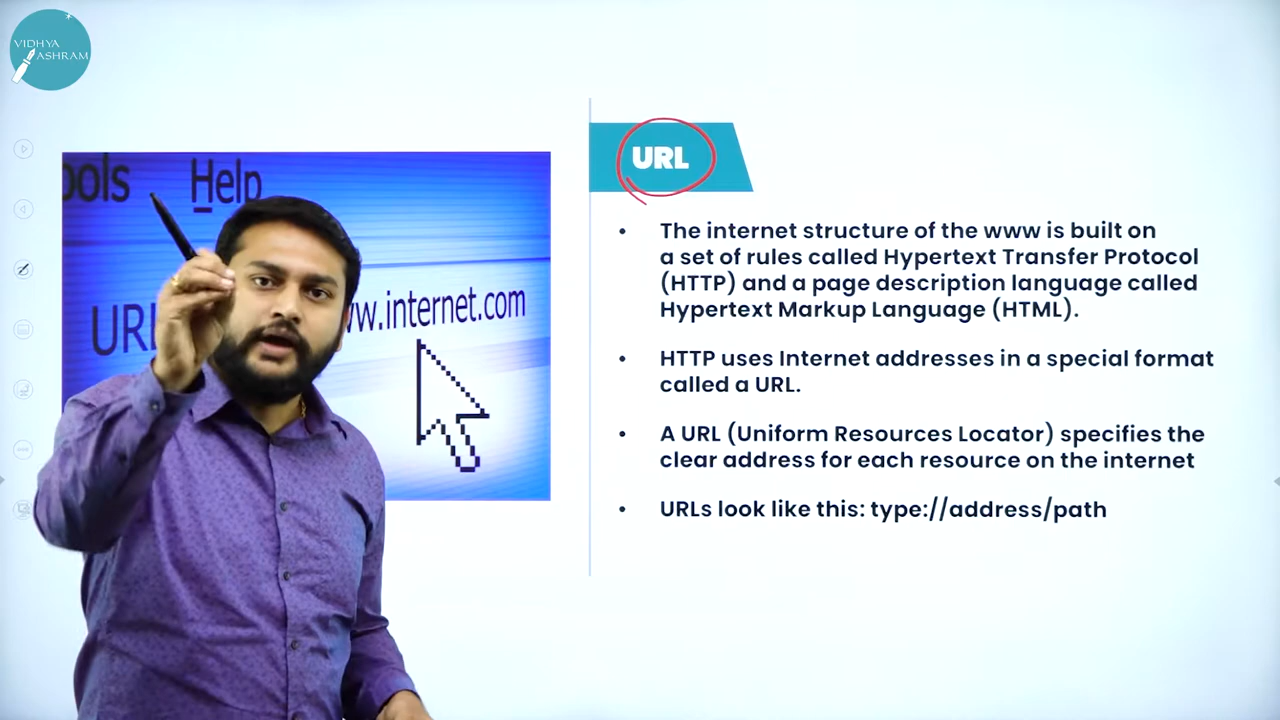 VIDHYA
ASHRAM
ools Help
URL
ww.internet.com
URL
• The internet structure of the www is built on
a set of rules called Hypertext Transfer Protocol
(HTTP) and a page description language called
Hypertext Markup Language (HTML).
• HTTP uses Internet addresses in a special format
called a URL.
• A URL (Uniform Resources Locator) specifies the
clear address for each resource on the internet
• URLs look like this: type://address/path